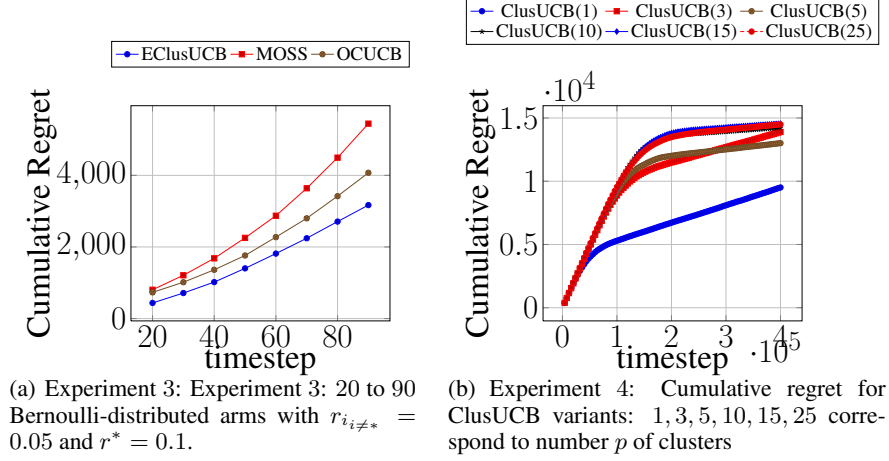 EClusUCB MOSS OCUCB
4,000
2,000
0
20 40 60 80
Cumulative Regret
timestep
(a) Experiment 3: Experiment 3: 20 to 90
Bernoulli-distributed arms with r_{i_{i≠*}} =
0.05 and r* = 0.1.
ClusUCB(1) ClusUCB(3) ClusUCB(5)
ClusUCB(10) ClusUCB(15) ClusUCB(25)
·10^4
1.5
1
0.5
0
0 1 2 3 4 5
Cumulative Regret
timestep ·10^5
(b) Experiment 4: Cumulative regret for
ClusUCB variants: 1, 3, 5, 10, 15, 25 corre-
spond to number p of clusters